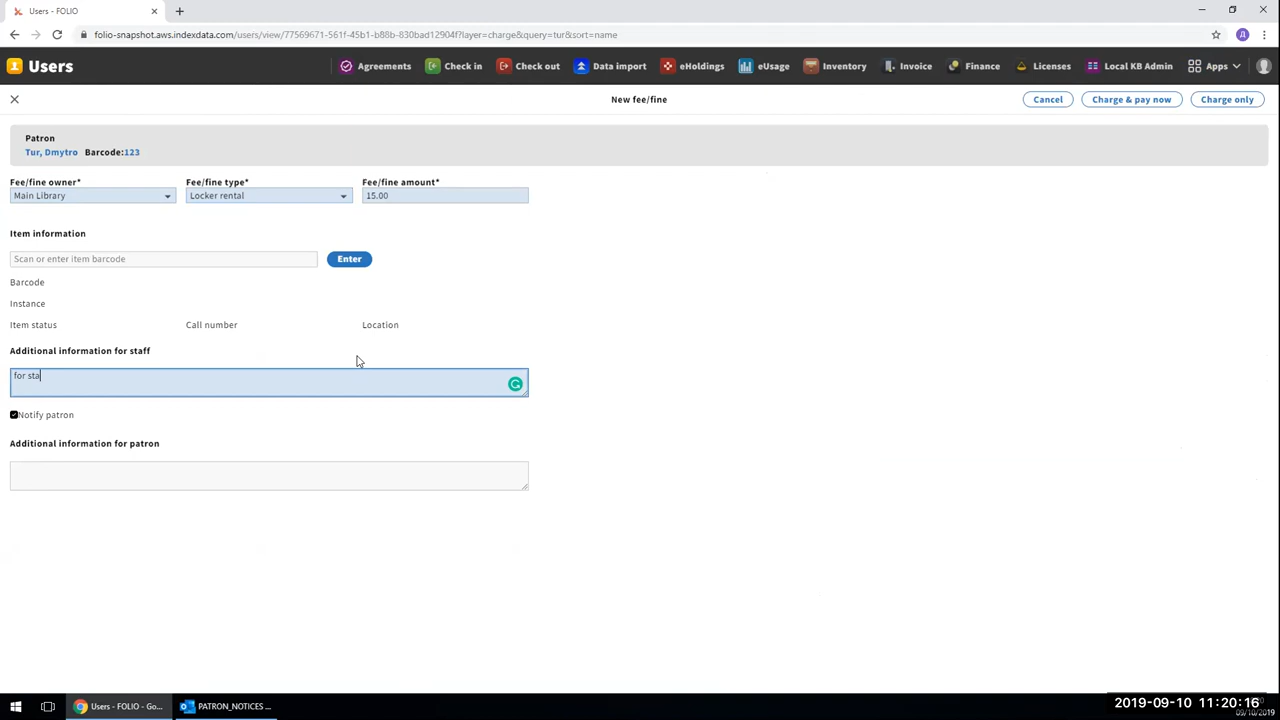 Users - FOLIO
folio-snapshot.aws.indexdata.com/users/view/77569671-561f-45b1-b88b-830bad12904f?layer=charge&query=tur&sort=name
Users Agreements Check in Check out Data import eHoldings eUsage Inventory Invoice Finance Licenses Local KB Admin Apps
New fee/fine Cancel Charge & pay now Charge only
Patron
Tur, Dmytro Barcode:123
Fee/fine owner* Fee/fine type* Fee/fine amount*
Main Library Locker rental 15.00
Item information
Scan or enter item barcode Enter
Barcode
Instance
Item status Call number Location
Additional information for staff
for sta
Notify patron
Additional information for patron
Users - FOLIO - Go... PATRON_NOTICES ... 2019-09-10 11:20:16
09/10/2019